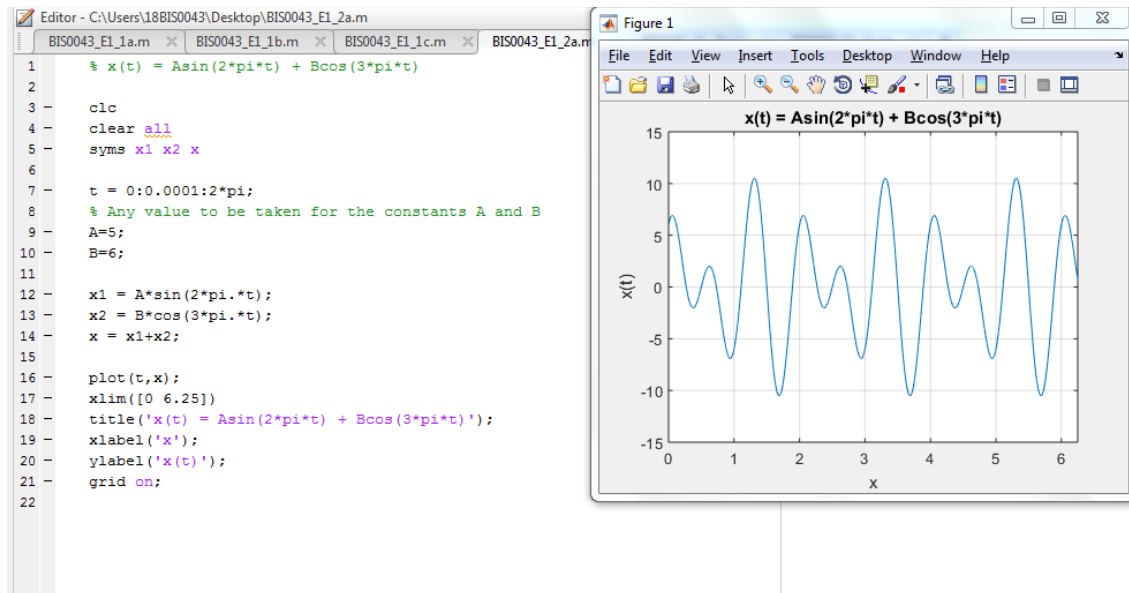 Editor - C:\Users\18BIS0043\Desktop\BIS0043_E1_2a.m
BIS0043_E1_1a.m BIS0043_E1_1b.m BIS0043_E1_1c.m BIS0043_E1_2a.m
1 % x(t) = Asin(2*pi*t) + Bcos(3*pi*t)
2
3 - clc
4 - clear all
5 - syms x1 x2 x
6
7 - t = 0:0.0001:2*pi;
8 % Any value to be taken for the constants A and B
9 - A=5;
10 - B=6;
11
12 - x1 = A*sin(2*pi.*t);
13 - x2 = B*cos(3*pi.*t);
14 - x = x1+x2;
15
16 - plot(t,x);
17 - xlim([0 6.25])
18 - title('x(t) = Asin(2*pi*t) + Bcos(3*pi*t)');
19 - xlabel('x');
20 - ylabel('x(t)');
21 - grid on;
22
Figure 1
File Edit View Insert Tools Desktop Window Help
x(t) = Asin(2*pi*t) + Bcos(3*pi*t)
15
10
5
0
-5
-10
-15
x(t)
0 1 2 3 4 5 6
x